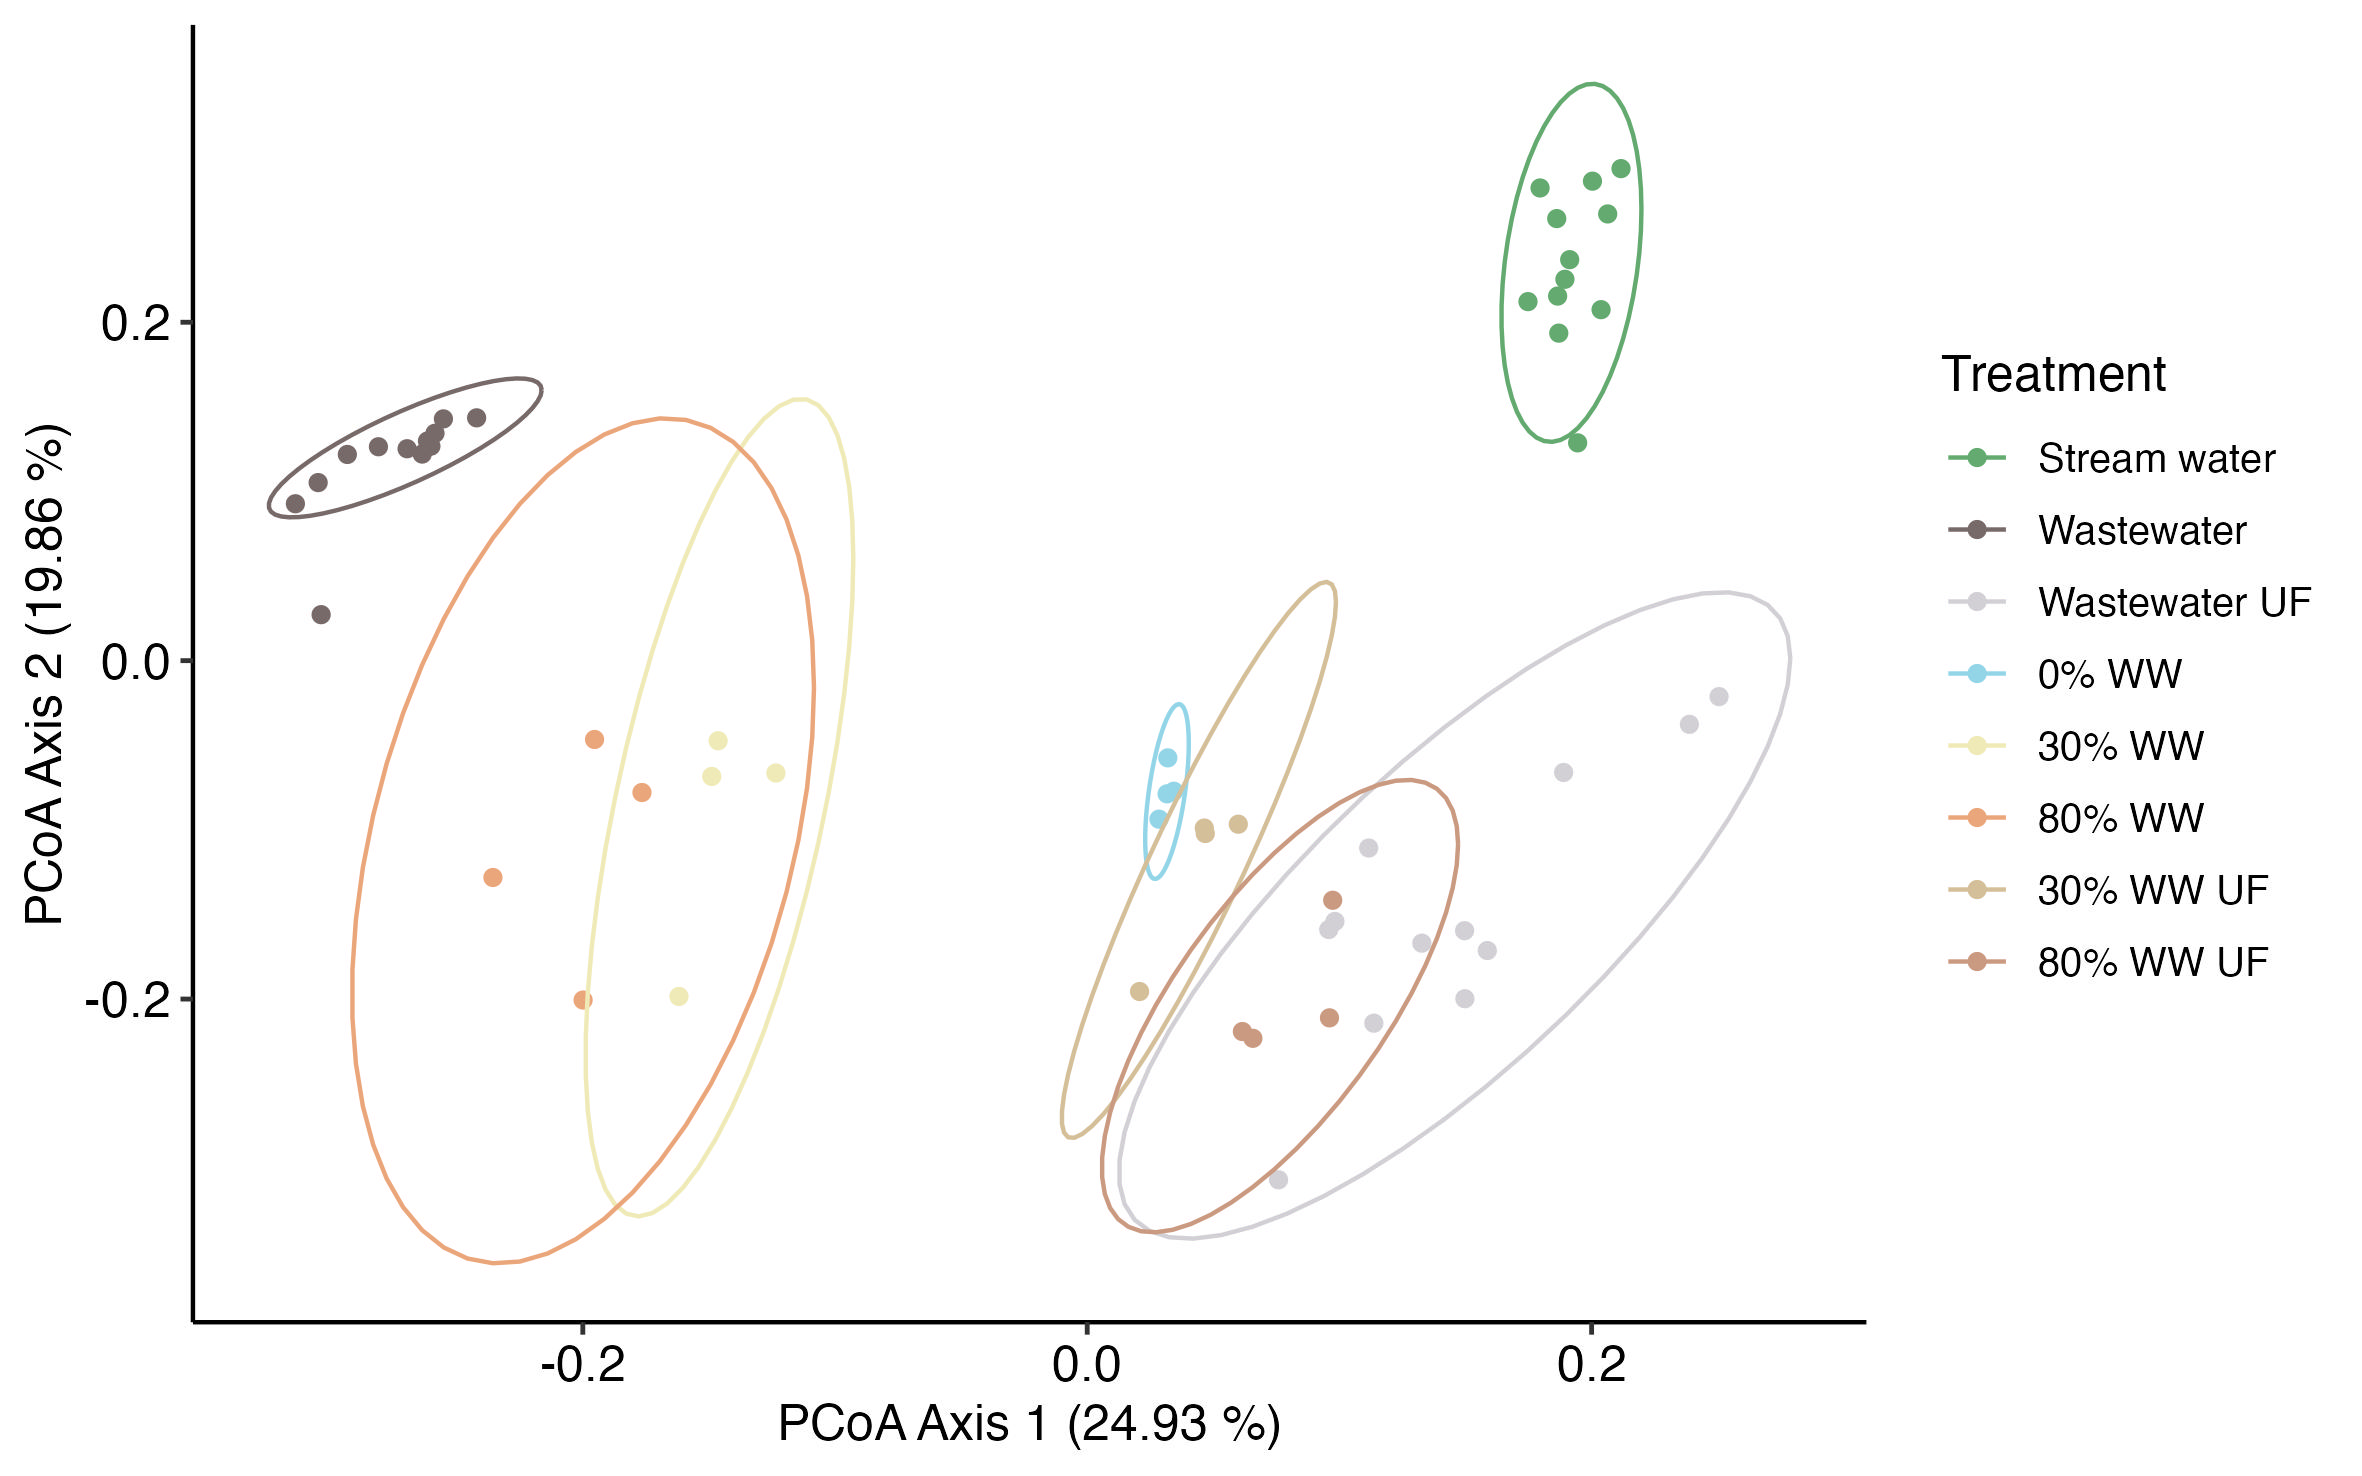 PCoA Axis 2 (19.86 %)
0.2
0.0
-0.2
-0.2
0.0
0.2
PCoA Axis 1 (24.93 %)
Treatment
Stream water
Wastewater
Wastewater UF
0% WW
30% WW
80% WW
30% WW UF
80% WW UF